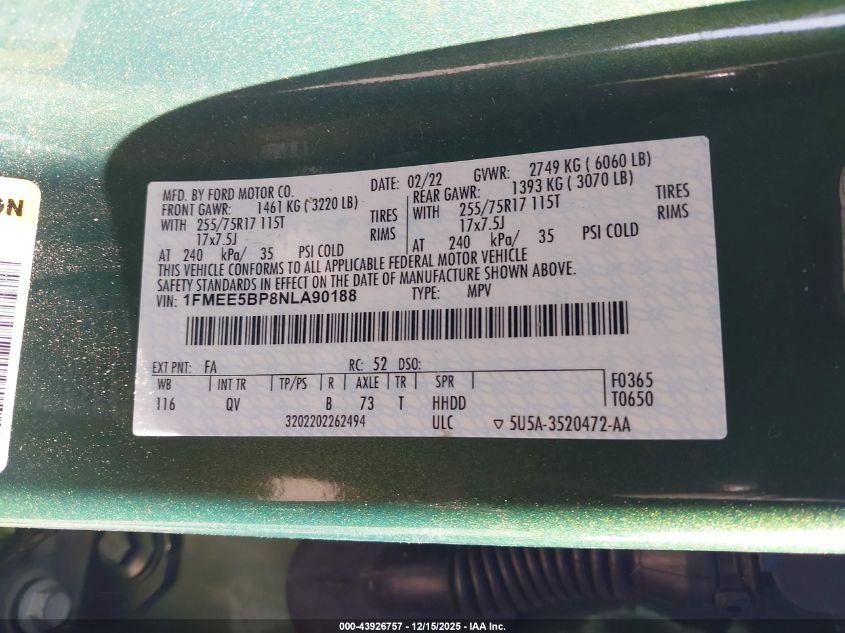 GN
MFD. BY FORD MOTOR CO. DATE: 02/22 GVWR: 2749 KG ( 6060 LB)
FRONT GAWR: 1461 KG ( 3220 LB) REAR GAWR: 1393 KG ( 3070 LB)
WITH 255/75R17 115T TIRES WITH 255/75R17 115T TIRES
17x7.5J RIMS 17x7.5J RIMS
AT 240 kPa/ 35 PSI COLD AT 240 kPa/ 35 PSI COLD
THIS VEHICLE CONFORMS TO ALL APPLICABLE FEDERAL MOTOR VEHICLE
SAFETY STANDARDS IN EFFECT ON THE DATE OF MANUFACTURE SHOWN ABOVE.
VIN: 1FMEE5BP8NLA90188 TYPE: MPV
EXT PNT: FA RC: 52 DSO:
WB INT TR TP/PS R AXLE TR SPR F0365
116 QV B 73 T HHDD T0650
3202202262494 ULC ▽ 5U5A-3520472-AA
000-43926757 - 12/15/2025 - IAA Inc.